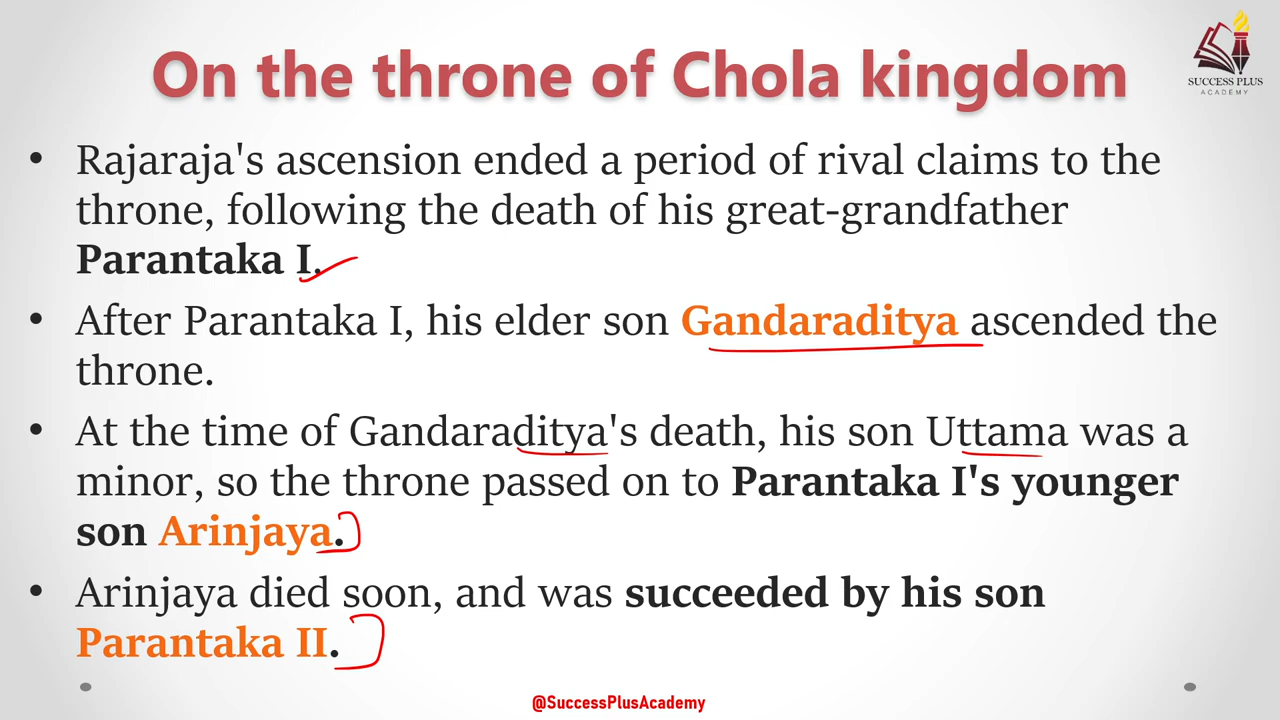 On the throne of Chola kingdom
SUCCESS PLUS
ACADEMY
• Rajaraja's ascension ended a period of rival claims to the
throne, following the death of his great-grandfather
Parantaka I.
• After Parantaka I, his elder son Gandaraditya ascended the
throne.
• At the time of Gandaraditya's death, his son Uttama was a
minor, so the throne passed on to Parantaka I's younger
son Arinjaya.
• Arinjaya died soon, and was succeeded by his son
Parantaka II.
@SuccessPlusAcademy